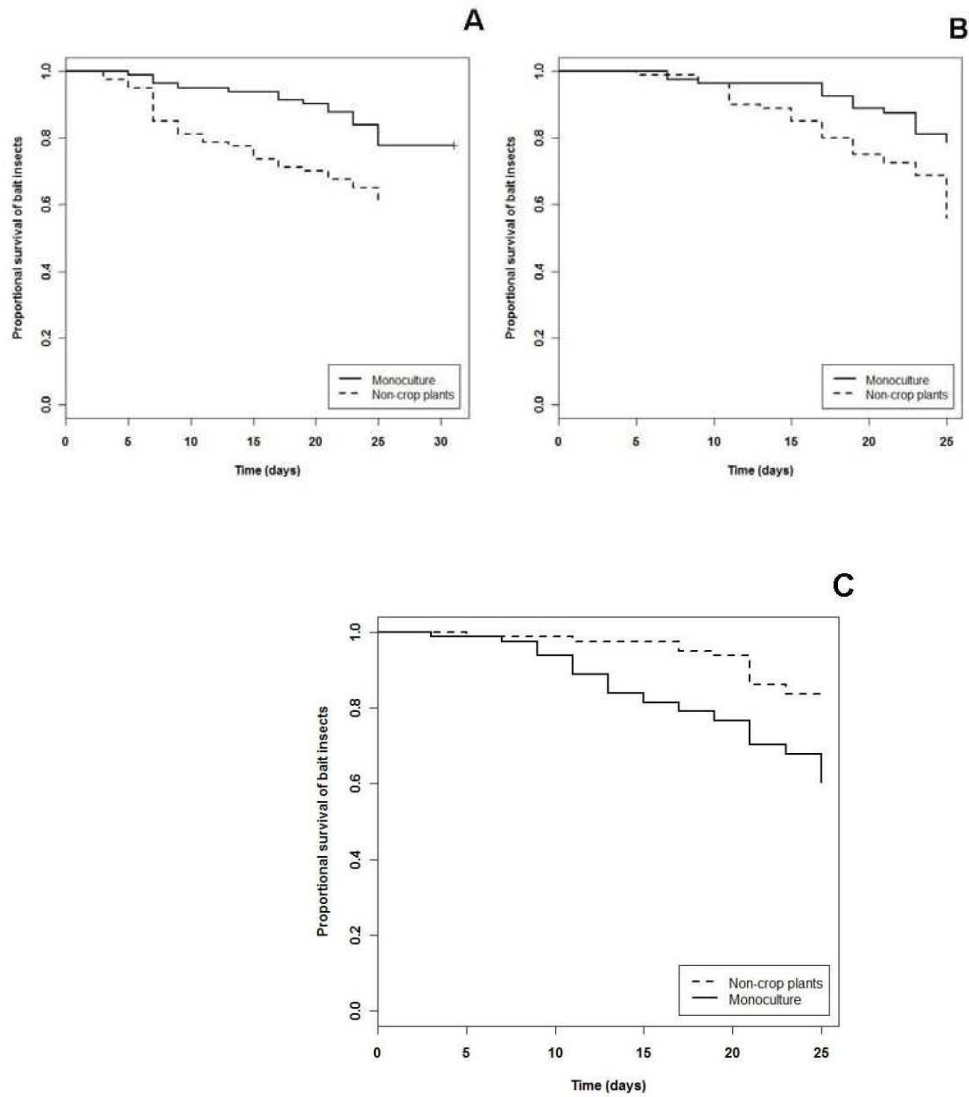 A
Proportional survival of bait insects
1.0
0.8
0.6
0.4
0.2
0.0
Monoculture
Non-crop plants
0 5 10 15 20 25 30
Time (days)
B
Proportional survival of bait insects
1.0
0.8
0.6
0.4
0.2
0.0
Monoculture
Non-crop plants
0 5 10 15 20 25
Time (days)
C
Proportional survival of bait insects
1.0
0.8
0.6
0.4
0.2
0.0
Non-crop plants
Monoculture
0 5 10 15 20 25
Time (days)